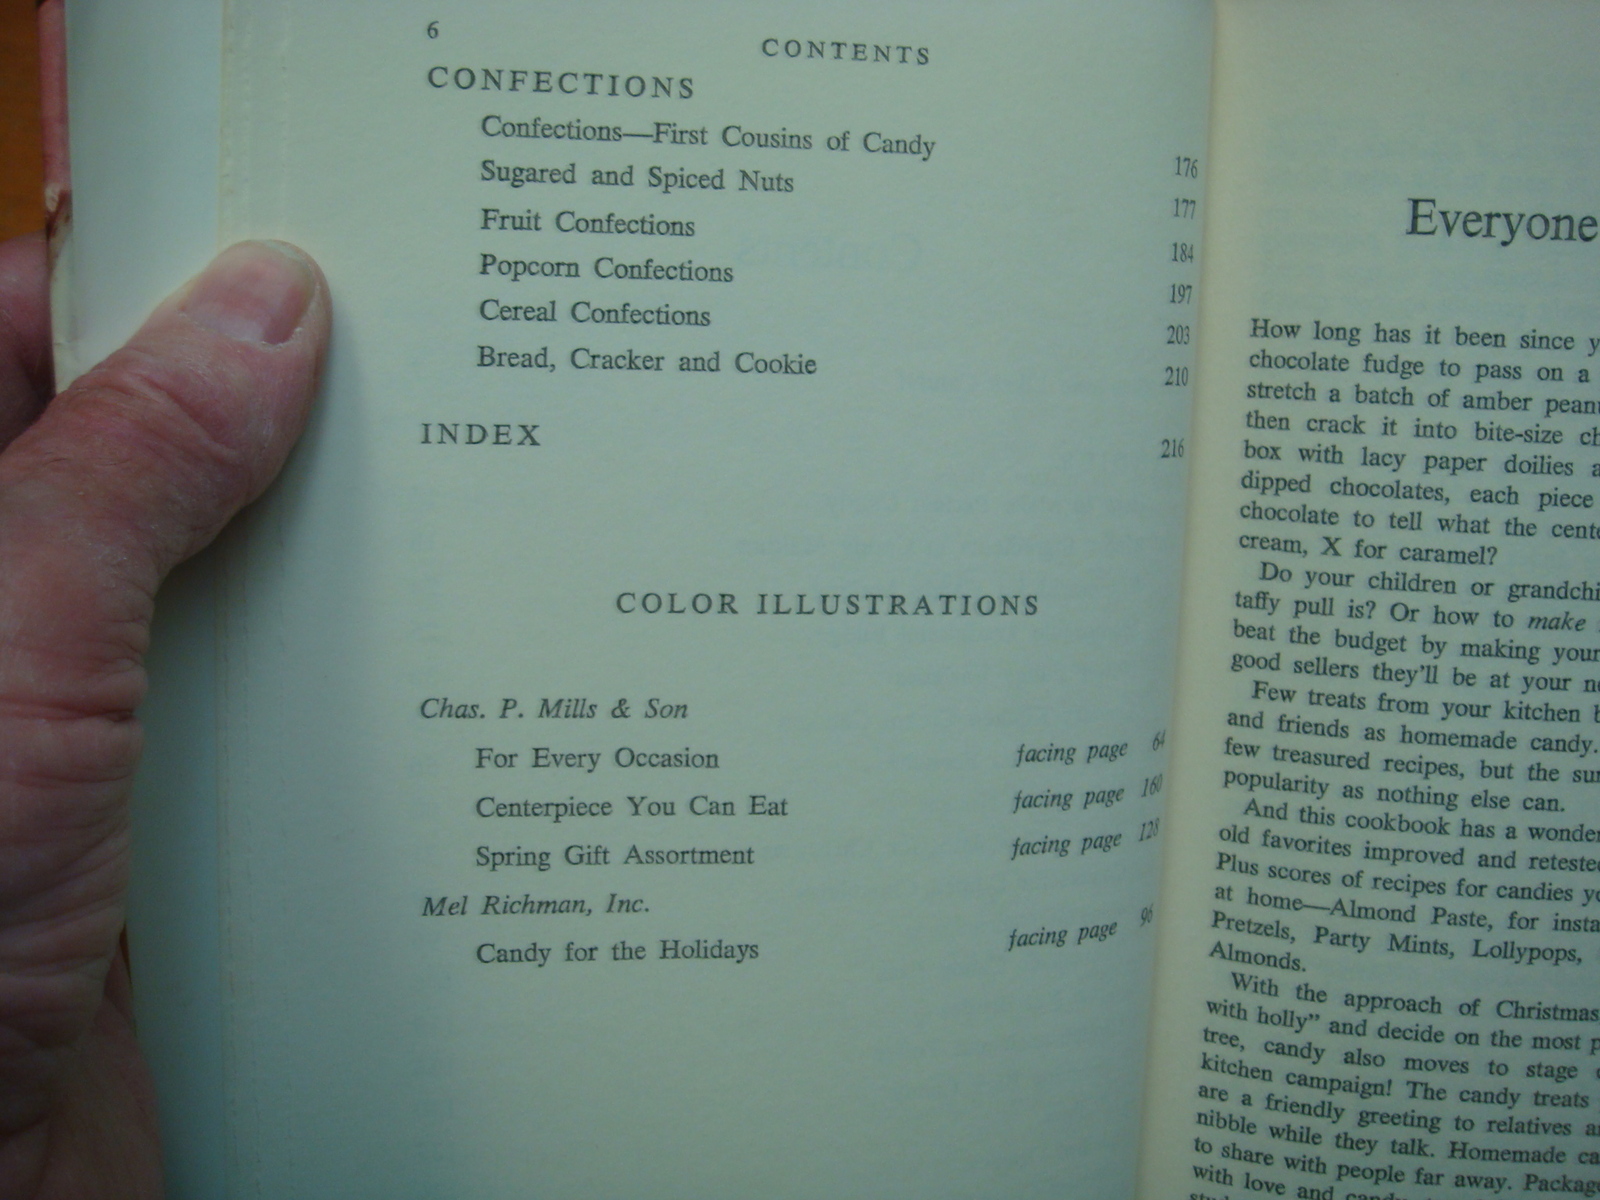 6
CONTENTS
CONFECTIONS
Confections—First Cousins of Candy 176
Sugared and Spiced Nuts 177
Fruit Confections 184
Popcorn Confections 197
Cereal Confections 203
Bread, Cracker and Cookie 210
INDEX 216
COLOR ILLUSTRATIONS
Chas. P. Mills & Son
For Every Occasion facing page 64
Centerpiece You Can Eat facing page 160
Spring Gift Assortment facing page 128
Mel Richman, Inc.
Candy for the Holidays facing page 96
Everyone
How long has it been since
chocolate fudge to pass on a
stretch a batch of amber
then crack it into bite-size
box with lacy paper doilies
dipped chocolates, each piece
chocolate to tell what the
cream, X for caramel?
Do your children or
taffy pull is? Or how to make
beat the budget by making your
good sellers they'll be at your
Few treats from your kitchen
and friends as homemade candy.
few treasured recipes, but the
popularity as nothing else can.
And this cookbook has a
old favorites improved and
Plus scores of recipes for candies
at home—Almond Paste, for
Pretzels, Party Mints, Lollypops,
Almonds.
With the approach of Christmas
with holly" and decide on the most
tree, candy also moves to stage
kitchen campaign! The candy treats
are a friendly greeting to relatives
nibble while they talk. Homemade
to share with people far away.
with love and